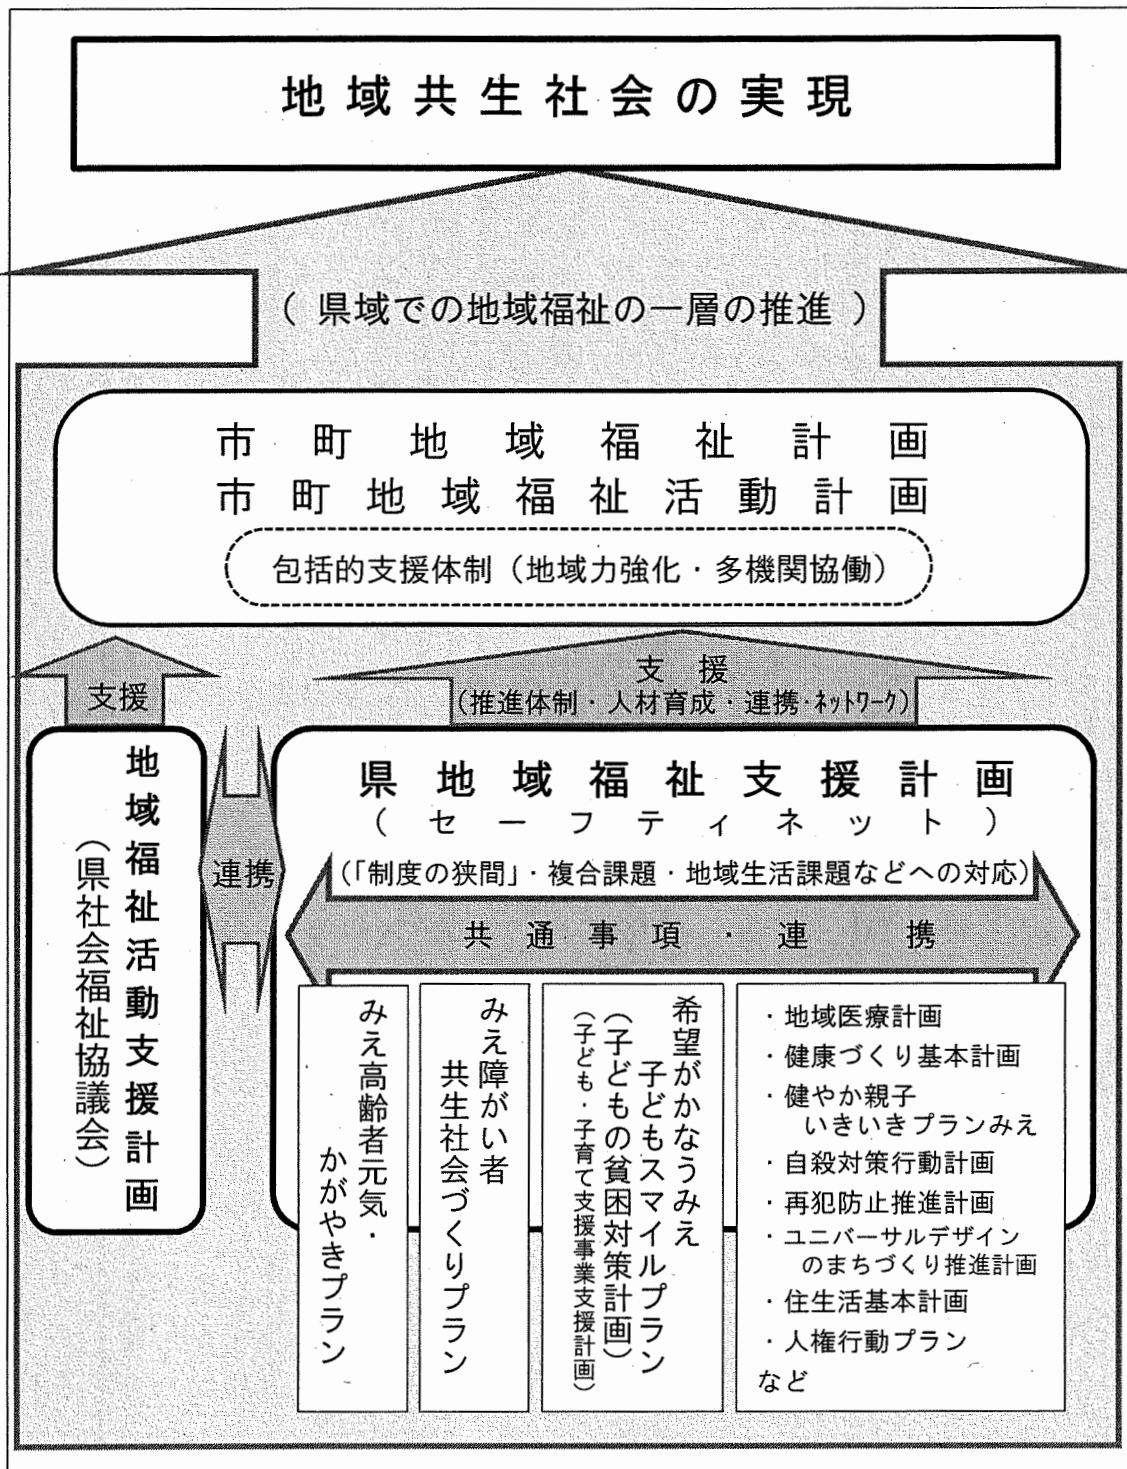 地域共生社会の実現
（県域での地域福祉の一層の推進）
市町地域福祉計画
市町地域福祉活動計画
包括的支援体制（地域力強化・多機関協働）
支援
支援
（推進体制・人材育成・連携・ﾈｯﾄﾜｰｸ）
地域福祉活動支援計画
（県社会福祉協議会）
連携
県地域福祉支援計画
（セーフティネット）
（「制度の狭間」・複合課題・地域生活課題などへの対応）
共通事項・連携
みえ高齢者元気・
かがやきプラン
みえ障がい者
共生社会づくりプラン
希望がかなうみえ
子どもスマイルプラン
（子どもの貧困対策計画）
（子ども・子育て支援事業支援計画）
・地域医療計画
・健康づくり基本計画
・健やか親子
いきいきプランみえ
・自殺対策行動計画
・再犯防止推進計画
・ユニバーサルデザイン
のまちづくり推進計画
・住生活基本計画
・人権行動プラン
など